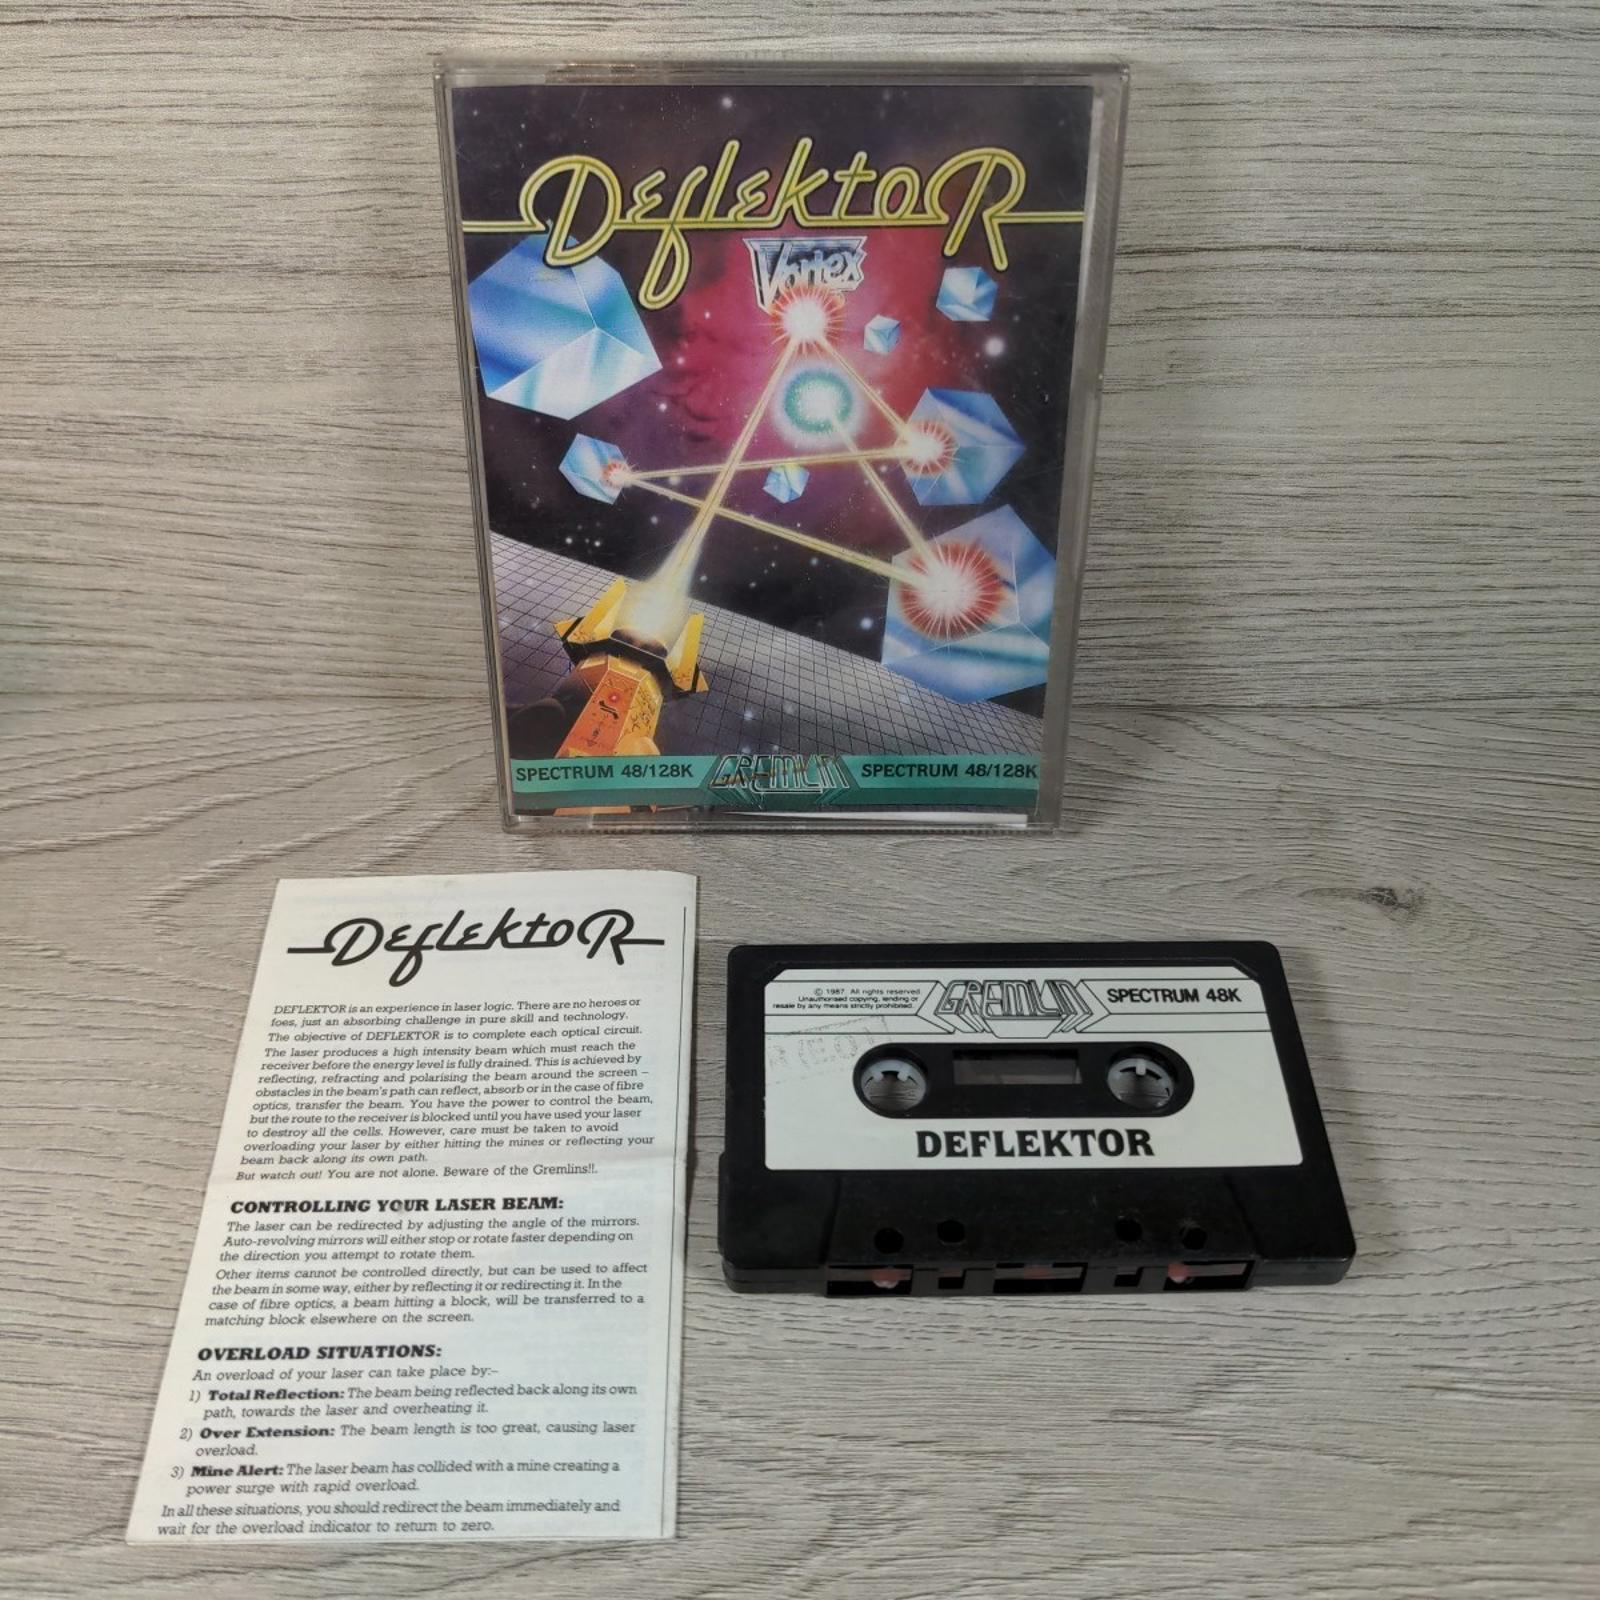 DeflektoR
Vortex
SPECTRUM 48/128K GREMLIN SPECTRUM 48/128K
DeflektoR
DEFLEKTOR is an experience in laser logic. There are no heroes or
foes, just an absorbing challenge in pure skill and technology.
The objective of DEFLEKTOR is to complete each optical circuit.
The laser produces a high intensity beam which must reach the
receiver before the energy level is fully drained. This is achieved by
reflecting, refracting and polarising the beam around the screen –
obstacles in the beam's path can reflect, absorb or in the case of fibre
optics, transfer the beam. You have the power to control the beam,
but the route to the receiver is blocked until you have used your laser
to destroy all the cells. However, care must be taken to avoid
overloading your laser by either hitting the mines or reflecting your
beam back along its own path.
But watch out! You are not alone. Beware of the Gremlins!!.
CONTROLLING YOUR LASER BEAM:
The laser can be redirected by adjusting the angle of the mirrors.
Auto-revolving mirrors will either stop or rotate faster depending on
the direction you attempt to rotate them.
Other items cannot be controlled directly, but can be used to affect
the beam in some way, either by reflecting it or redirecting it. In the
case of fibre optics, a beam hitting a block, will be transferred to a
matching block elsewhere on the screen.
OVERLOAD SITUATIONS:
An overload of your laser can take place by:–
1) Total Reflection: The beam being reflected back along its own
path, towards the laser and overheating it.
2) Over Extension: The beam length is too great, causing laser
overload.
3) Mine Alert: The laser beam has collided with a mine creating a
power surge with rapid overload.
In all these situations, you should redirect the beam immediately and
wait for the overload indicator to return to zero.
© 1987. All rights reserved.
Unauthorised copying, lending or
resale by any means strictly prohibited.
GREMLIN
SPECTRUM 48K
DEFLEKTOR